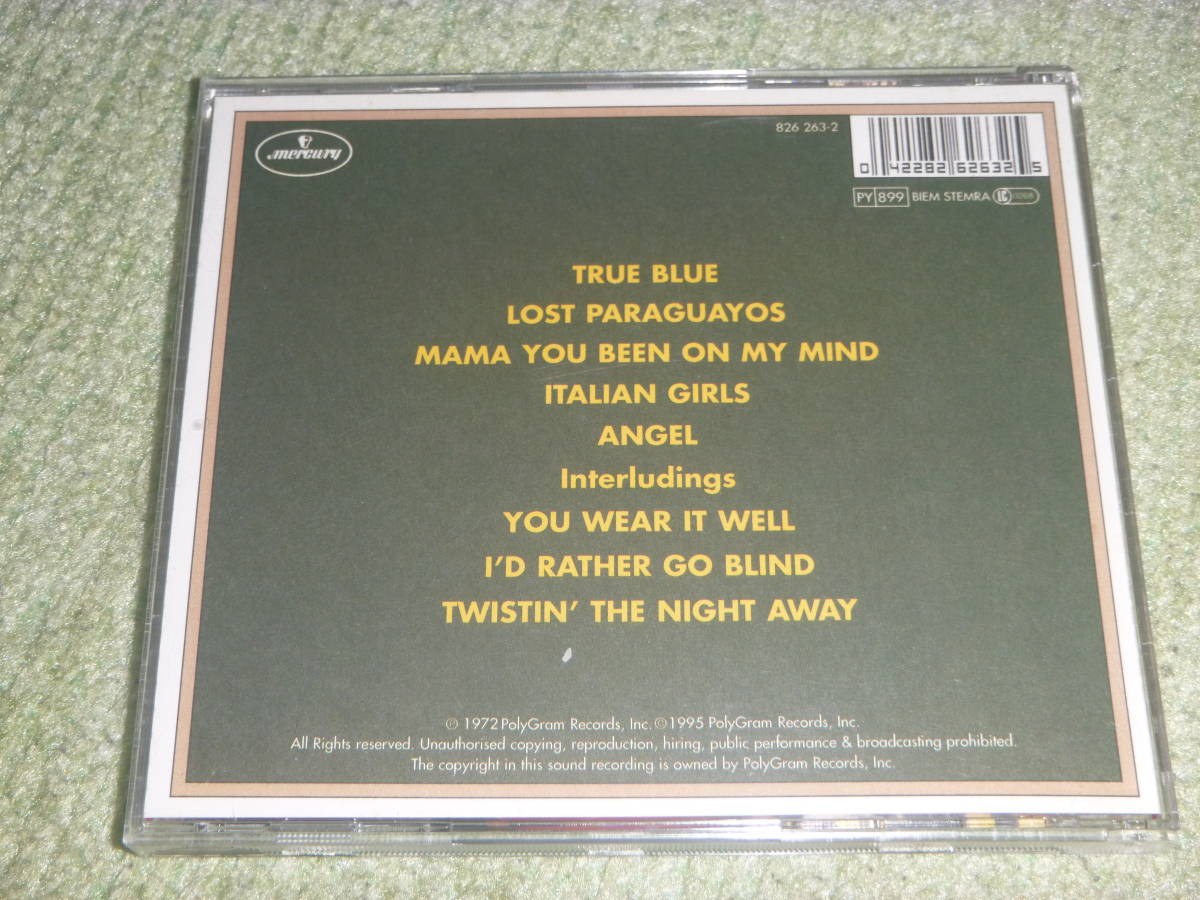 mercury
826 263-2
0 42282 62632 5
PY 899 BIEM STEMRA
TRUE BLUE
LOST PARAGUAYOS
MAMA YOU BEEN ON MY MIND
ITALIAN GIRLS
ANGEL
Interludings
YOU WEAR IT WELL
I'D RATHER GO BLIND
TWISTIN' THE NIGHT AWAY
℗ 1972 PolyGram Records, Inc. © 1995 PolyGram Records, Inc.
All Rights reserved. Unauthorised copying, reproduction, hiring, public performance & broadcasting prohibited.
The copyright in this sound recording is owned by PolyGram Records, Inc.